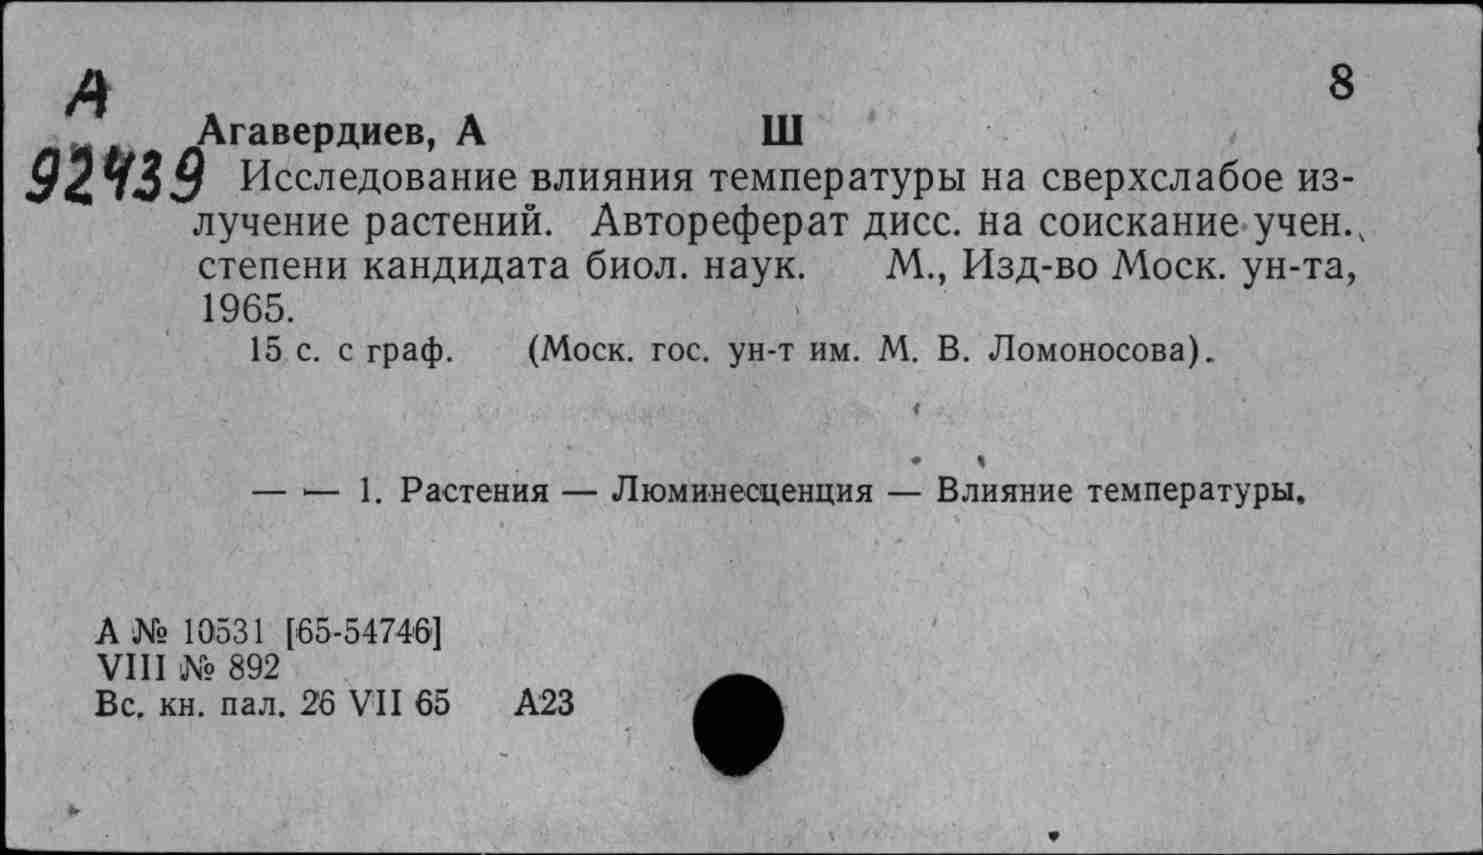 А 8
Агавердиев, А Ш
92439 Исследование влияния температуры на сверхслабое из-
лучение растений. Автореферат дисс. на соискание учен.
степени кандидата биол. наук. М., Изд-во Моск. ун-та,
1965.
15 с. с граф. (Моск. гос. ун-т им. М. В. Ломоносова).
— — 1. Растения — Люминесценция — Влияние температуры.
А № 10531 [65-54746]
VIII № 892
Вс. кн. пал. 26 VII 65 А23